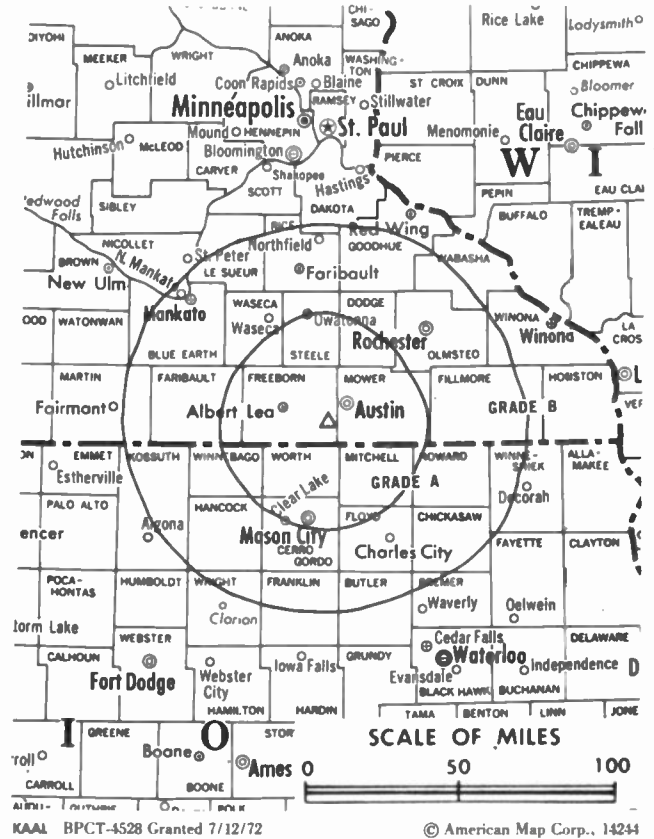 CHI-
SAGO
Rice Lake
Ladysmith
DIYOHI
MEEKER
WRIGHT
ANOKA
Anoka
WASHING-
TON
ST CROIX
DUNN
CHIPPEWA
Litchfield
Coon Rapids
Blaine
Bloomer
illmar
RAMSEY
Stillwater
Minneapolis
St. Paul
Eau
Claire
Chippew
Fall
Mound
HENNEPIN
Menomonie
Hutchinson
McLEOD
Bloomington
W
I
CARVER
Shakopee
PIERCE
SCOTT
Hastings
EAU CLAI
edwood
Falls
SIBLEY
DAKOTA
PEPIN
BUFFALO
TREMP-
EALEAU
NICOLLET
RICE
Red Wing
Northfield
GOODHUE
BROWN
N. Mankato
St. Peter
LE SUEUR
WABASHA
New Ulm
Faribault
Mankato
WASECA
DODGE
OOD
WATONWAN
Waseca
Owatonna
WINONA
Winona
LA
CROS
Rochester
BLUE EARTH
STEELE
OLMSTED
MARTIN
FARIBAULT
FREEBORN
MOWER
FILLMORE
HOUSTON
L
VER
Fairmont
Albert Lea
Austin
GRADE B
ON
EMMET
KOSSUTH
WINNEBAGO
WORTH
MITCHELL
HOWARD
WINNE-
SHIEK
ALLA-
MAKEE
Estherville
GRADE A
Decorah
PALO ALTO
HANCOCK
Clear Lake
FLOYD
CHICKASAW
encer
Algona
Mason City
CERRO
GORDO
Charles City
FAYETTE
CLAYTON
POCA-
HONTAS
HUMBOLDT
WRIGHT
FRANKLIN
BUTLER
BREMER
Clarion
Waverly
Oelwein
torm Lake
WEBSTER
Cedar Falls
DELAWARE
CALHOUN
Iowa Falls
GRUNDY
Waterloo
Fort Dodge
Webster
City
Evansdale
Independence
D
BLACK HAWK
BUCHANAN
HAMILTON
HARDIN
TAMA
BENTON
LINN
JONE
I
GREENE
O
STOR
SCALE OF MILES
roll
Boone
Ames
0
50
100
CARROLL
BOONE
AUDU-
GUTHRIE
POLK
KAAL BPCT-4528 Granted 7/12/72
© American Map Corp., 14244